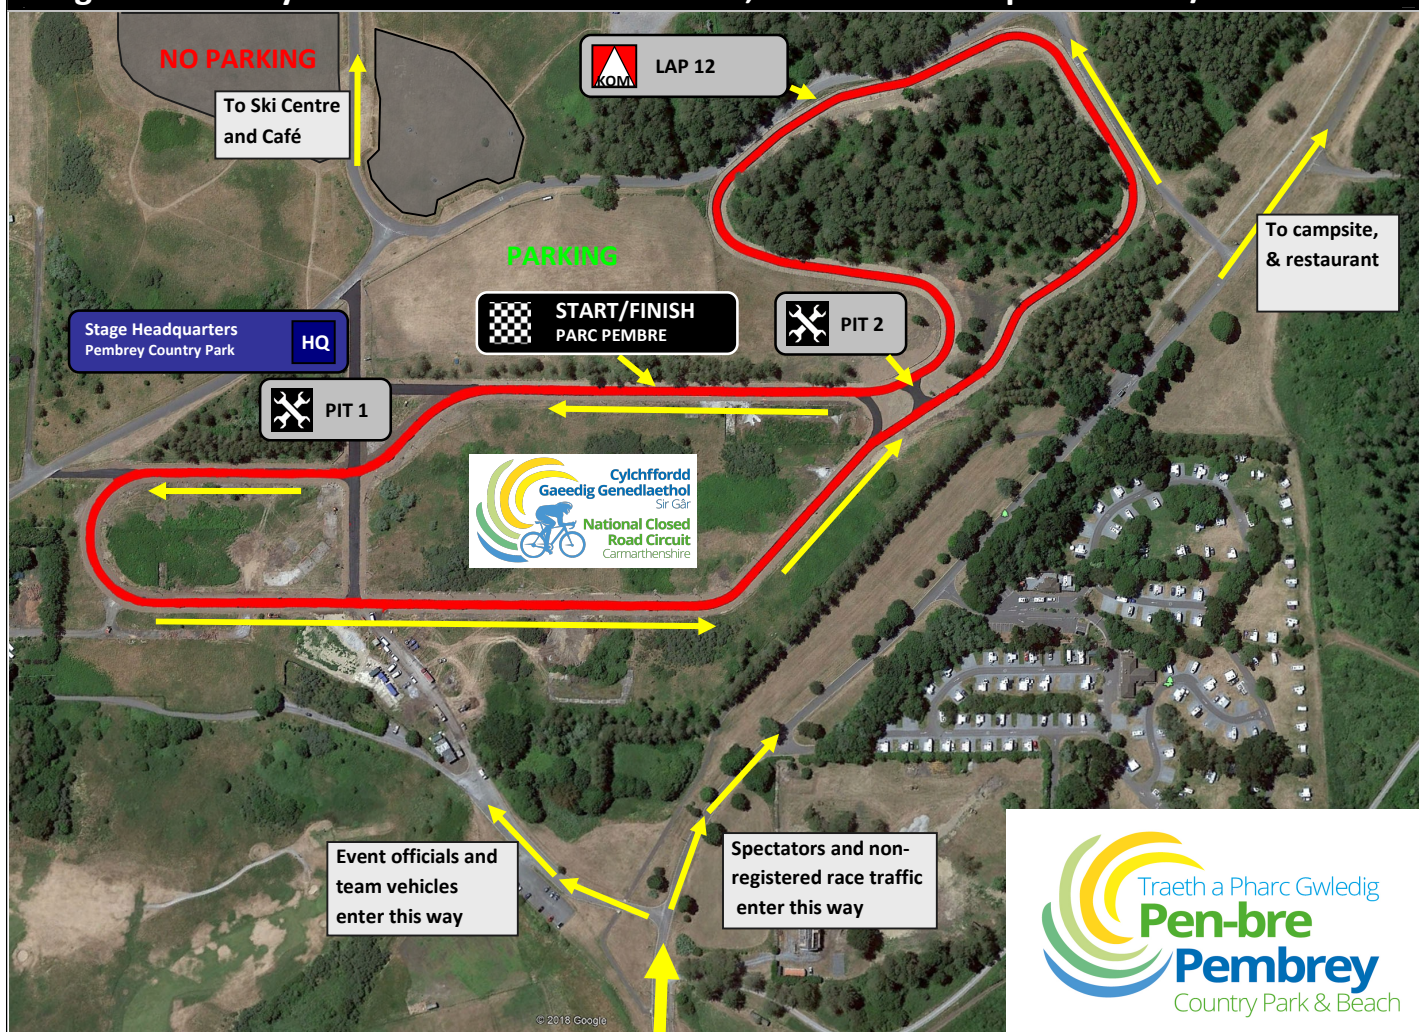 NO PARKING
To Ski Centre
and Café
KOM
LAP 12
To campsite,
& restaurant
PARKING
START/FINISH
PARC PEMBRE
PIT 2
Stage Headquarters
Pembrey Country Park
HQ
PIT 1
Cylchffordd
Gaeedig Genedlaethol
Sir Gâr
National Closed
Road Circuit
Carmarthenshire
Event officials and
team vehicles
enter this way
Spectators and non-
registered race traffic
enter this way
Traeth a Pharc Gwledig
Pen-bre
Pembrey
Country Park & Beach
© 2018 Google